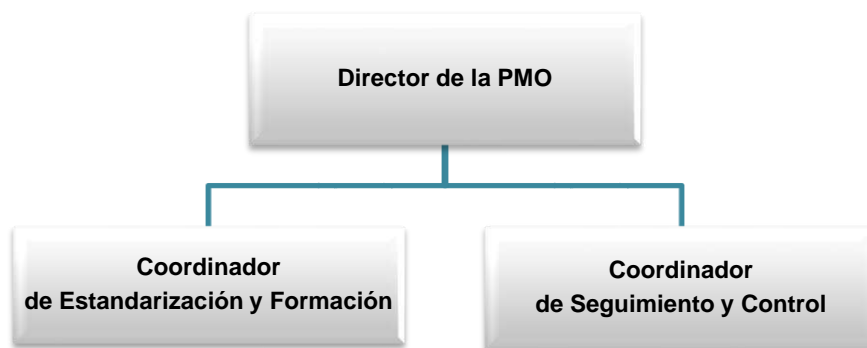 Director de la PMO
Coordinador
de Estandarización y Formación
Coordinador
de Seguimiento y Control